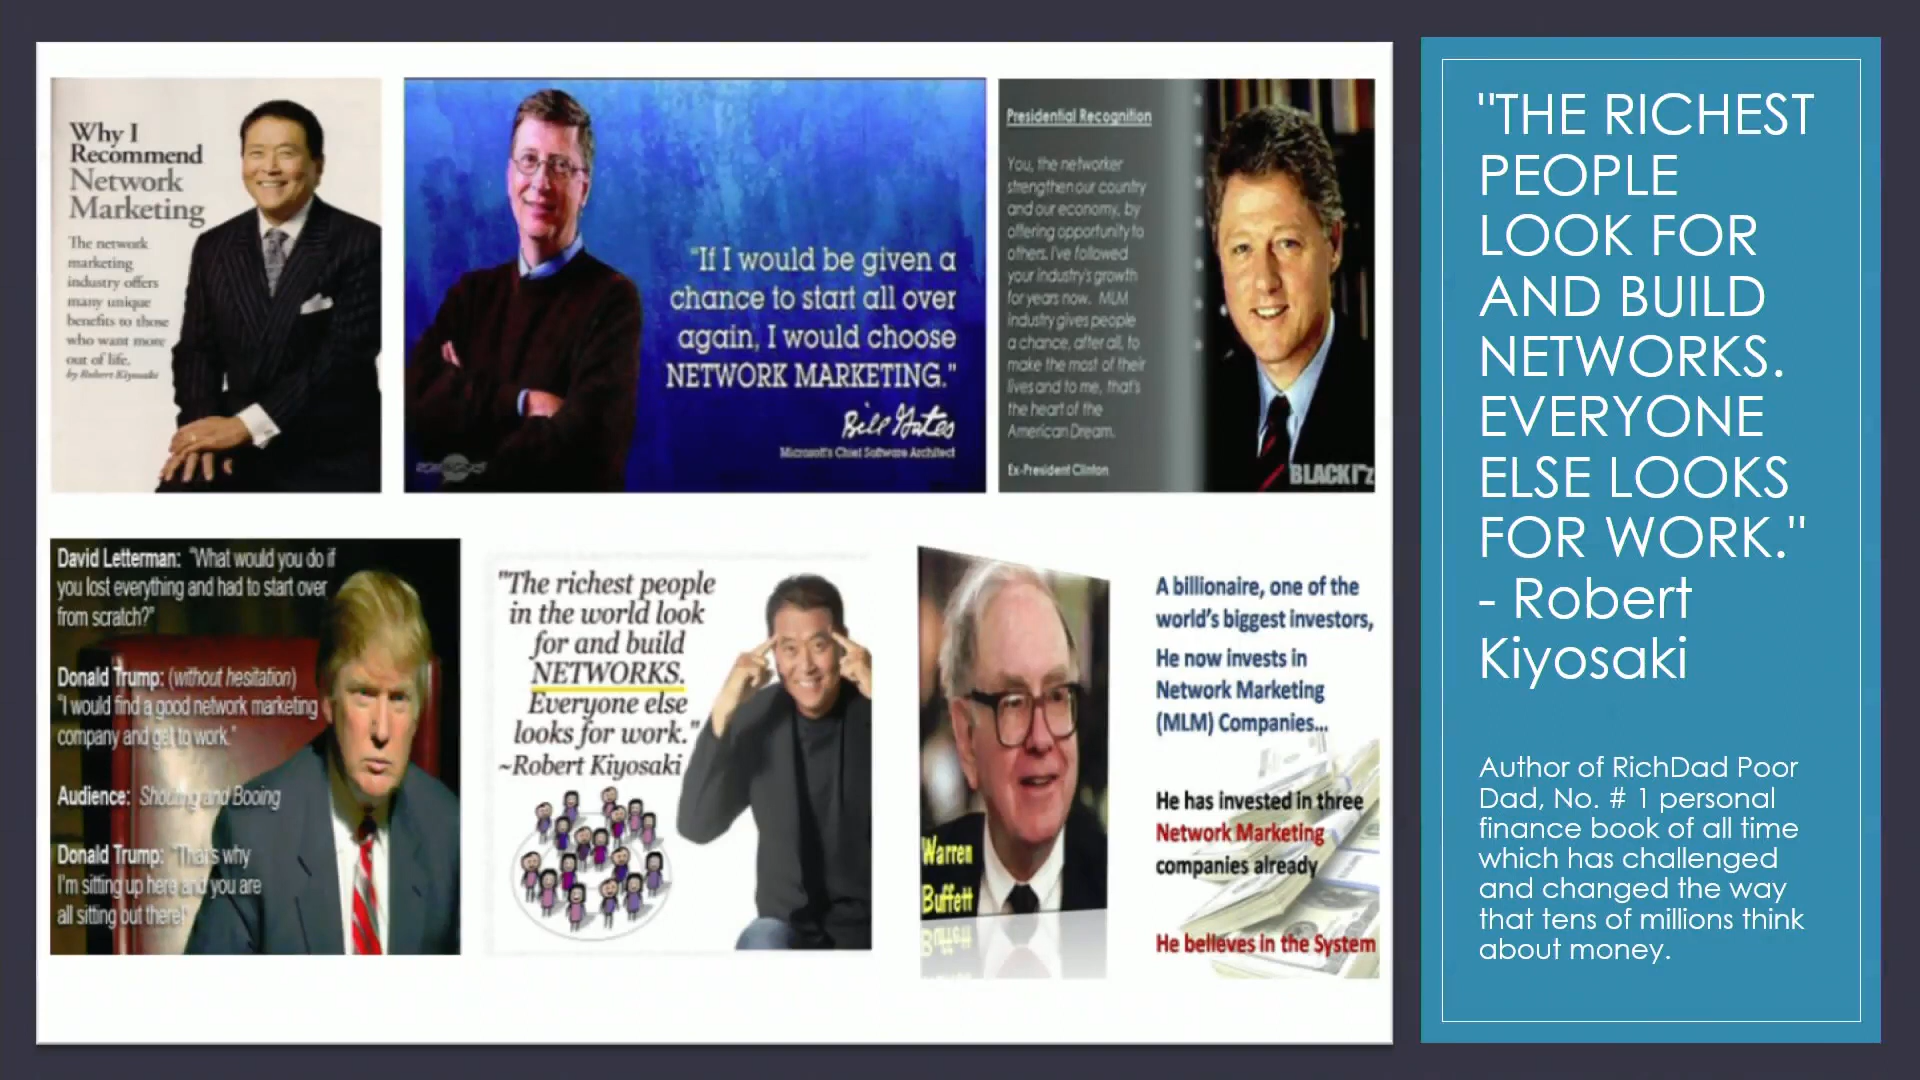 Why I
Recommend
Network
Marketing
The network
marketing
industry offers
many unique
benefits to those
who want more
out of life.
by Robert Kiyosaki
"If I would be given a
chance to start all over
again, I would choose
NETWORK MARKETING."
Bill Gates
Microsoft's Chief Software Architect
Presidential Recognition
You, the networker
strengthen our country
and our economy, by
offering opportunity to
others. I've followed
your industry's growth
for years now. MLM
industry gives people
a chance, after all, to
make the most of their
lives and to me, that's
the heart of the
American Dream.
Ex-President Clinton
BLACK I'z
David Letterman: "What would you do if
you lost everything and had to start over
from scratch?"
Donald Trump: (without hesitation)
"I would find a good network marketing
company and get to work."
Audience: Shouting and Booing
Donald Trump: "That's why
I'm sitting up here and you are
all sitting out there!"
"The richest people
in the world look
for and build
NETWORKS.
Everyone else
looks for work."
~Robert Kiyosaki
Warren
Buffett
A billionaire, one of the
world's biggest investors,
He now invests in
Network Marketing
(MLM) Companies...
He has invested in three
Network Marketing
companies already
He believes in the System
"THE RICHEST
PEOPLE
LOOK FOR
AND BUILD
NETWORKS.
EVERYONE
ELSE LOOKS
FOR WORK."
- Robert
Kiyosaki
Author of RichDad Poor
Dad, No. # 1 personal
finance book of all time
which has challenged
and changed the way
that tens of millions think
about money.